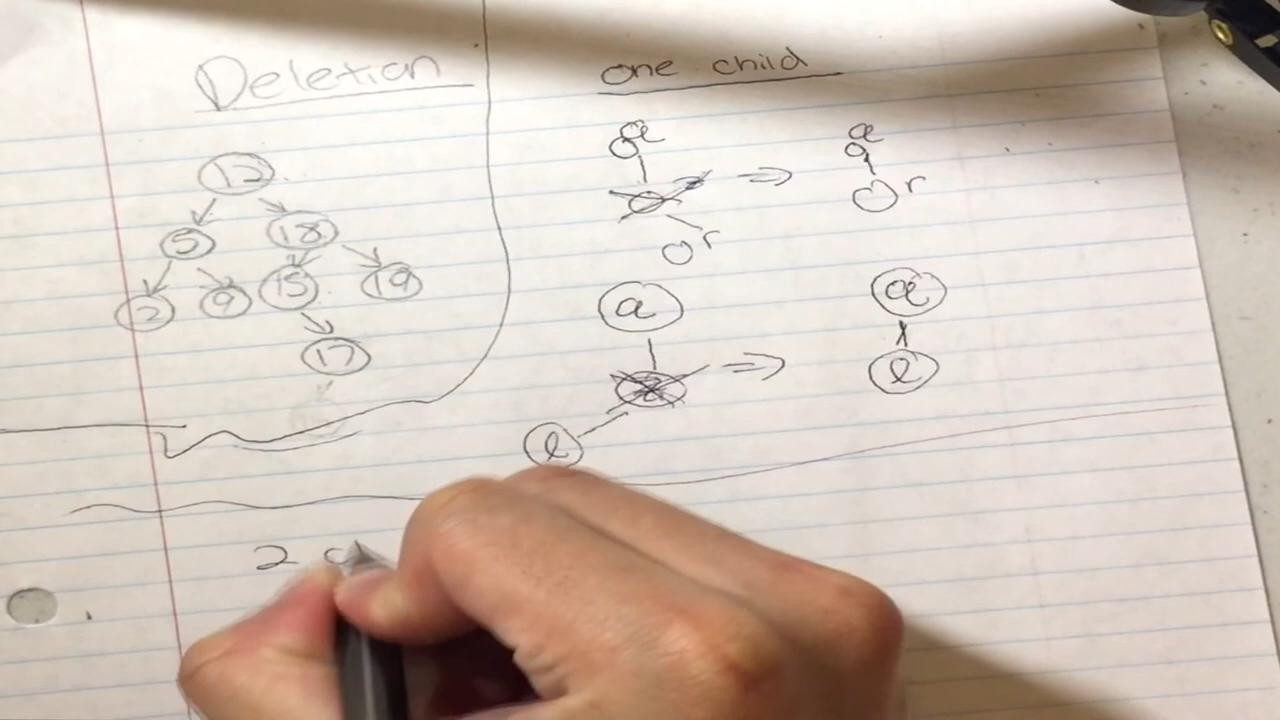 Deletion
12
5 18
2 9 15 19
17
one child
a a
r r
a a
l l
2 c